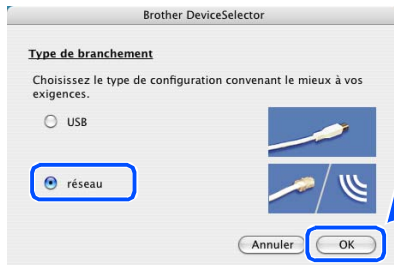 Brother DeviceSelector
Type de branchement
Choisissez le type de configuration convenant le mieux à vos
exigences.
USB
réseau
Annuler
OK